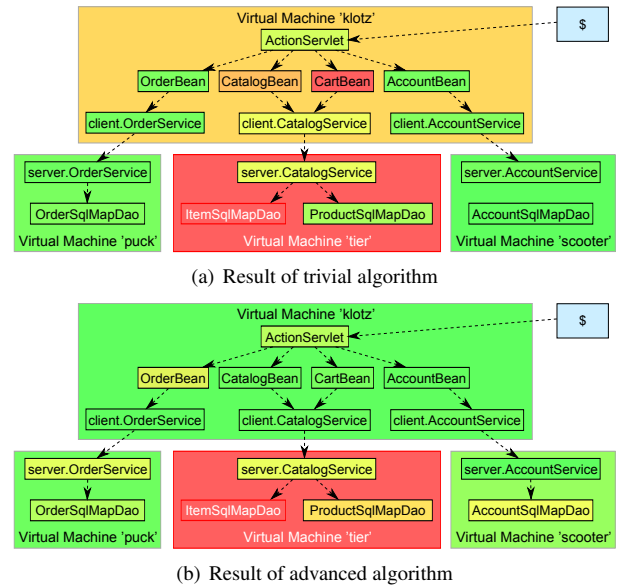 Virtual Machine 'klotz'
$
ActionServlet
OrderBean CatalogBean CartBean AccountBean
client.OrderService client.CatalogService client.AccountService
server.OrderService server.CatalogService server.AccountService
OrderSqlMapDao ItemSqlMapDao ProductSqlMapDao AccountSqlMapDao
Virtual Machine 'puck' Virtual Machine 'tier' Virtual Machine 'scooter'
(a) Result of trivial algorithm
Virtual Machine 'klotz'
$
ActionServlet
OrderBean CatalogBean CartBean AccountBean
client.OrderService client.CatalogService client.AccountService
server.OrderService server.CatalogService server.AccountService
OrderSqlMapDao ItemSqlMapDao ProductSqlMapDao AccountSqlMapDao
Virtual Machine 'puck' Virtual Machine 'tier' Virtual Machine 'scooter'
(b) Result of advanced algorithm